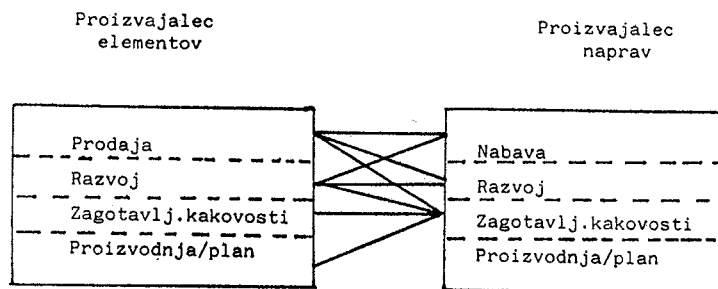 Proizvajalec
elementov
Proizvajalec
naprav
Prodaja
Razvoj
Zagotavlj.kakovosti
Proizvodnja/plan
Nabava
Razvoj
Zagotavlj.kakovosti
Proizvodnja/plan